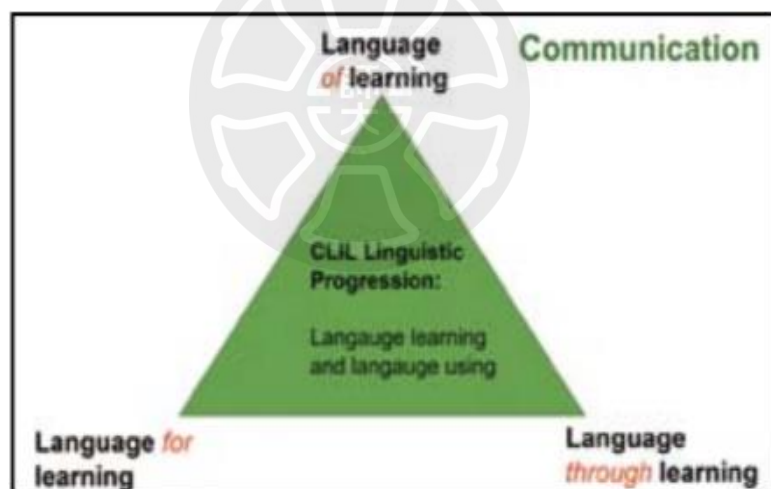 Language
of learning
Communication
CLIL Linguistic
Progression:
Langauge learning
and langauge using
Language for
learning
Language
through learning